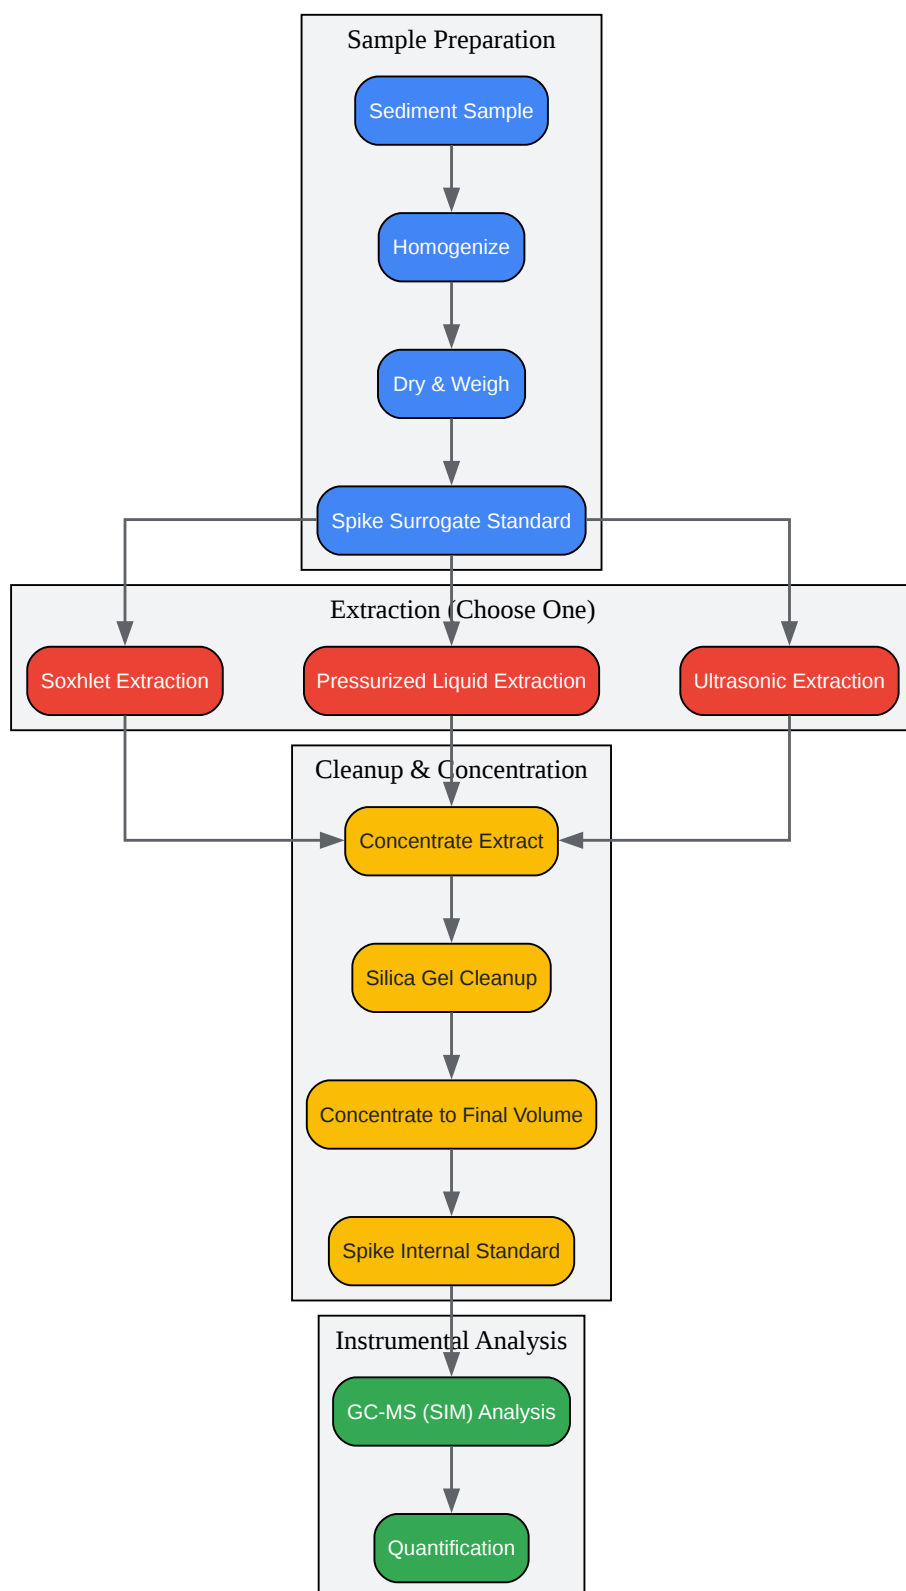 Sample Preparation
Sediment Sample
Homogenize
Dry & Weigh
Spike Surrogate Standard
Extraction (Choose One)
Soxhlet Extraction
Pressurized Liquid Extraction
Ultrasonic Extraction
Cleanup & Concentration
Concentrate Extract
Silica Gel Cleanup
Concentrate to Final Volume
Spike Internal Standard
Instrumental Analysis
GC-MS (SIM) Analysis
Quantification